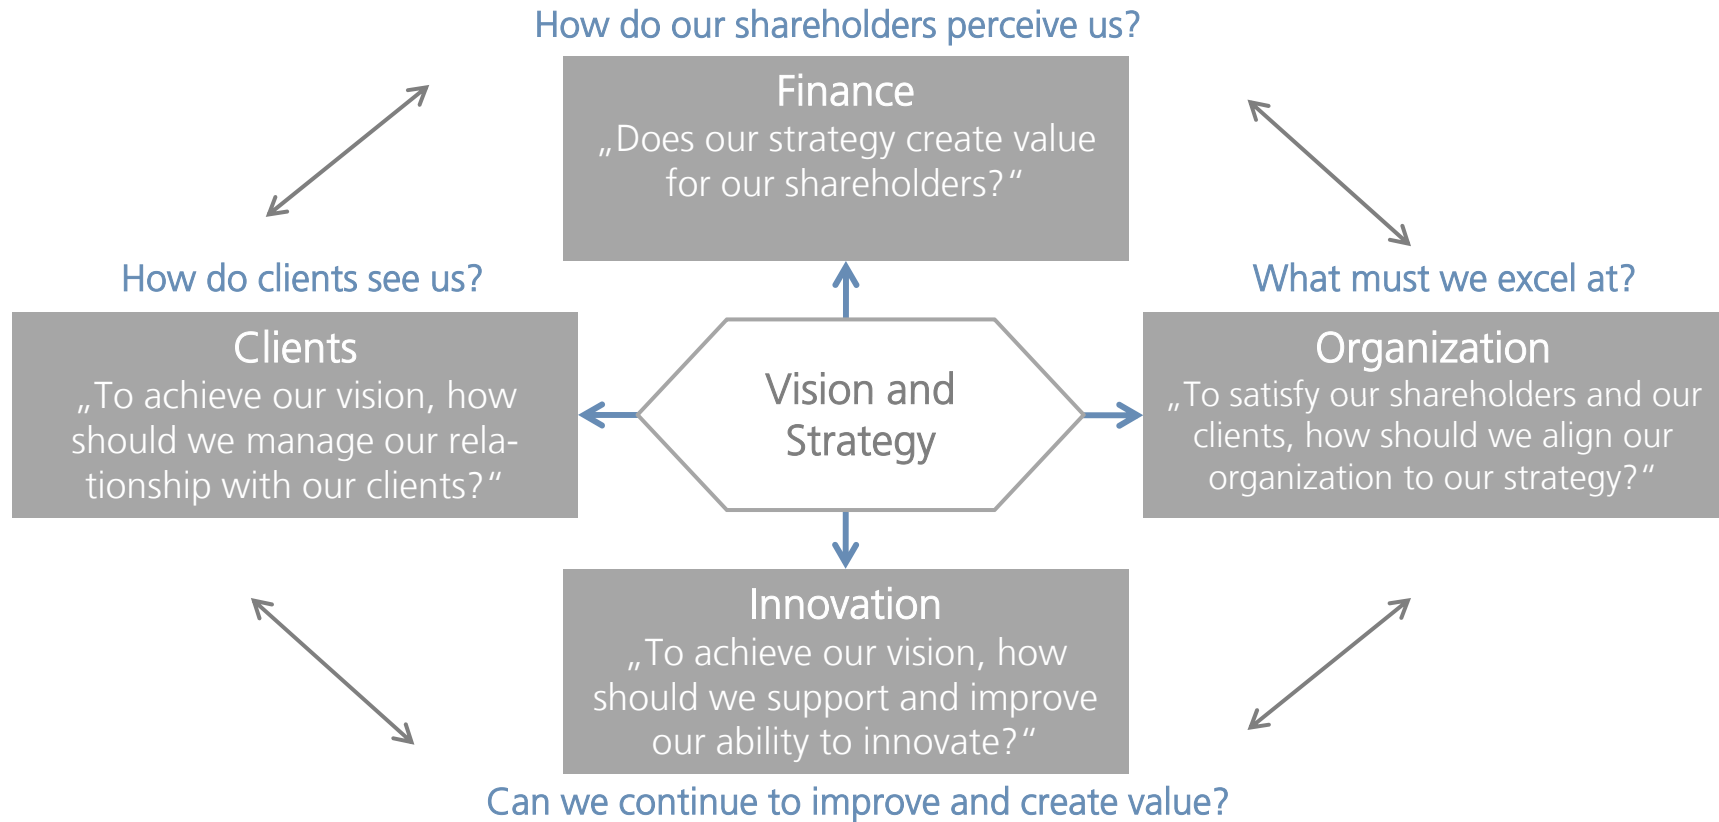 How do our shareholders perceive us?
Finance
„Does our strategy create value
for our shareholders?“
How do clients see us?
Clients
„To achieve our vision, how
should we manage our rela-
tionship with our clients?“
Vision and
Strategy
What must we excel at?
Organization
„To satisfy our shareholders and our
clients, how should we align our
organization to our strategy?“
Innovation
„To achieve our vision, how
should we support and improve
our ability to innovate?“
Can we continue to improve and create value?